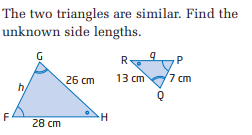 The two triangles are similar. Find the
unknown side lengths.
G
R q P
h 26 cm 13 cm 7 cm
Q
F 28 cm H